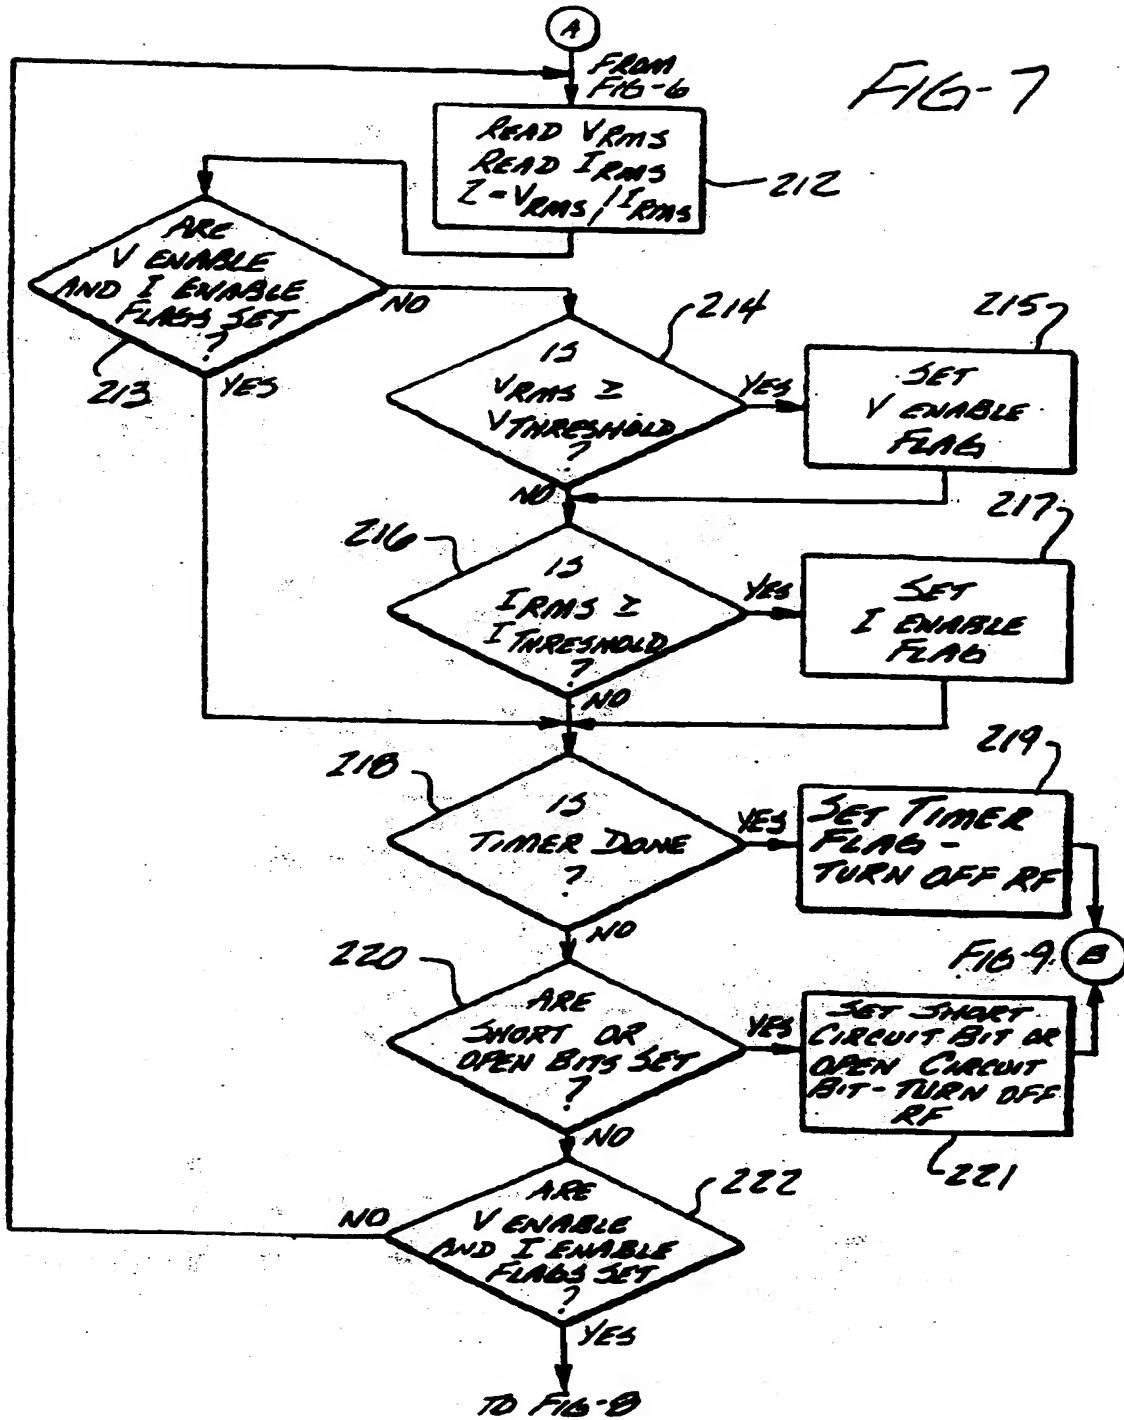 A
FROM
FIG-6
FIG-7
READ VRMS
READ IRMS
Z=VRMS/IRMS
212
ARE
V ENABLE
AND I ENABLE
FLAGS SET
?
NO
YES
213
214
IS
VRMS ≥
VTHRESHOLD
?
YES
NO
215
SET
V ENABLE
FLAG
216
IS
IRMS ≥
ITHRESHOLD
?
YES
NO
217
SET
I ENABLE
FLAG
218
IS
TIMER DONE
?
YES
NO
219
SET TIMER
FLAG-
TURN OFF RF
FIG-9
B
220
ARE
SHORT OR
OPEN BITS SET
?
YES
NO
SET SHORT
CIRCUIT BIT OR
OPEN CIRCUIT
BIT-TURN OFF
RF
221
222
ARE
V ENABLE
AND I ENABLE
FLAGS SET
?
NO
YES
TO FIG-8